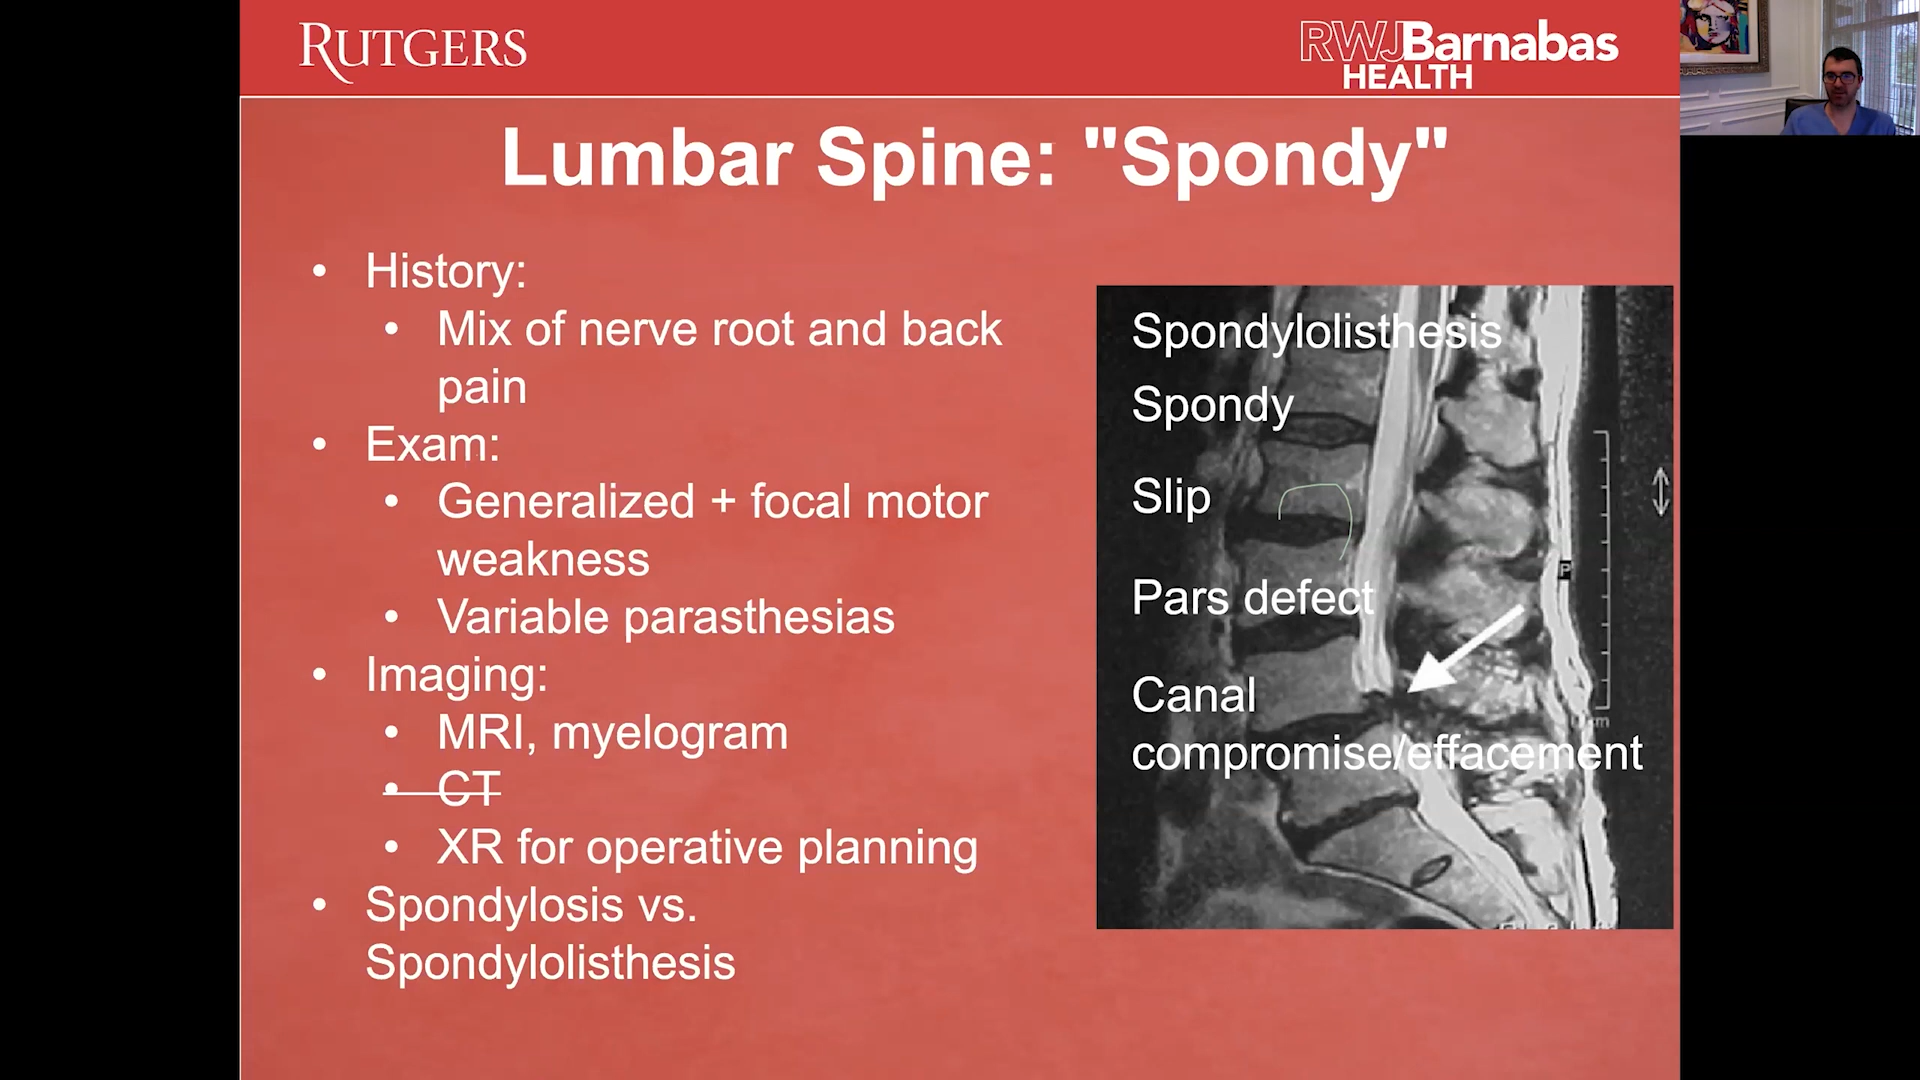 RUTGERS
RWJBarnabas
HEALTH
Lumbar Spine: "Spondy"
• History:
• Mix of nerve root and back
pain
• Exam:
• Generalized + focal motor
weakness
• Variable parasthesias
• Imaging:
• MRI, myelogram
• CT
• XR for operative planning
• Spondylosis vs.
Spondylolisthesis
Spondylolisthesis
Spondy
Slip
P
Pars defect
Canal
compromise/effacement